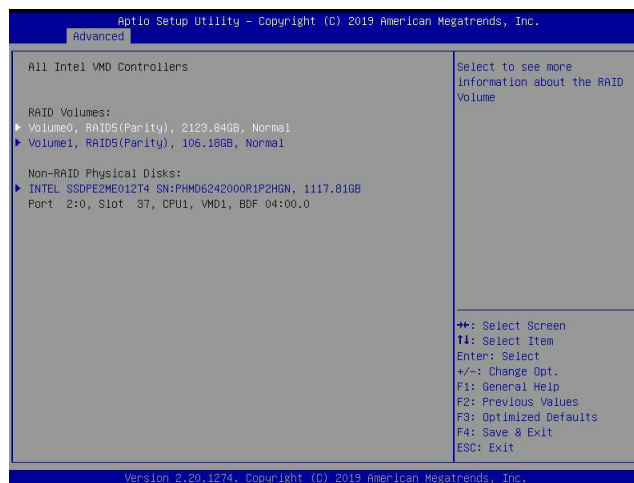 Aptio Setup Utility – Copyright (C) 2019 American Megatrends, Inc.
Advanced
All Intel VMD Controllers
RAID Volumes:
Volume0, RAID5(Parity), 2123.84GB, Normal
Volume1, RAID5(Parity), 106.18GB, Normal
Non-RAID Physical Disks:
INTEL SSDPE2ME012T4 SN:PHMD6242000R1P2HGN, 1117.81GB
Port 2:0, Slot 37, CPU1, VMD1, BDF 04:00.0
Select to see more
information about the RAID
Volume
→←: Select Screen
↑↓: Select Item
Enter: Select
+/-: Change Opt.
F1: General Help
F2: Previous Values
F3: Optimized Defaults
F4: Save & Exit
ESC: Exit
Version 2.20.1274. Copyright (C) 2019 American Megatrends, Inc.